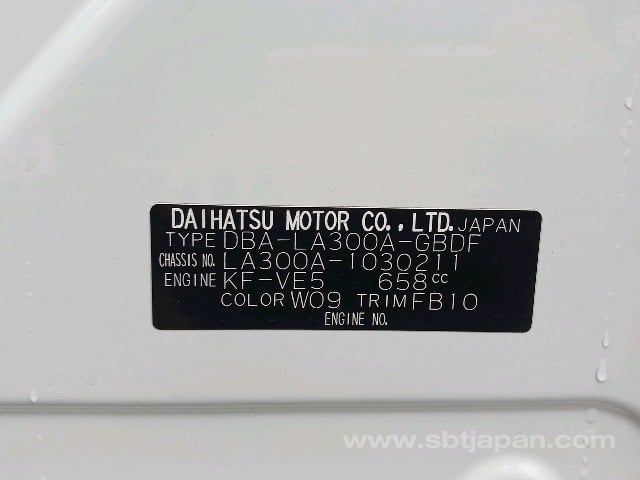 DAIHATSU MOTOR CO., LTD. JAPAN
TYPE DBA-LA300A-GBDF
CHASSIS NO. LA300A-1030211
ENGINE KF-VE5 658cc
COLOR W09 TRIM FB10
ENGINE NO.
www.sbtjapan.com